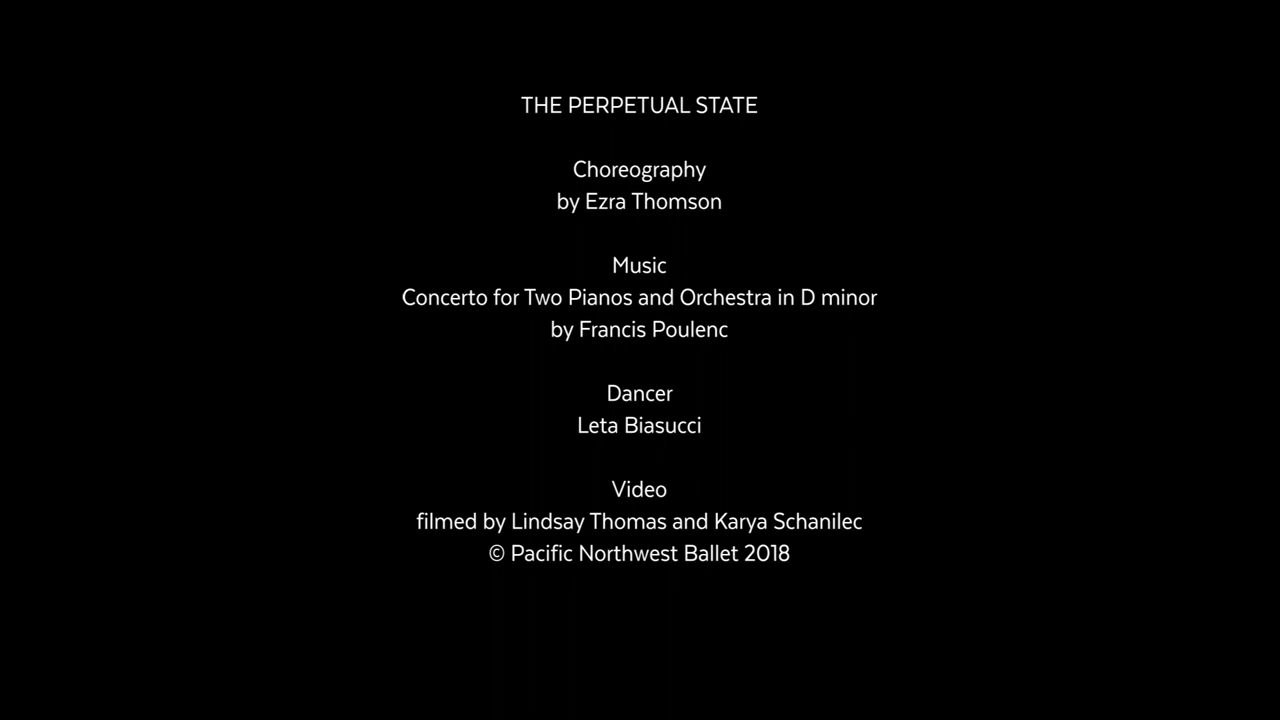 THE PERPETUAL STATE
Choreography
by Ezra Thomson
Music
Concerto for Two Pianos and Orchestra in D minor
by Francis Poulenc
Dancer
Leta Biasucci
Video
filmed by Lindsay Thomas and Karya Schanilec
© Pacific Northwest Ballet 2018